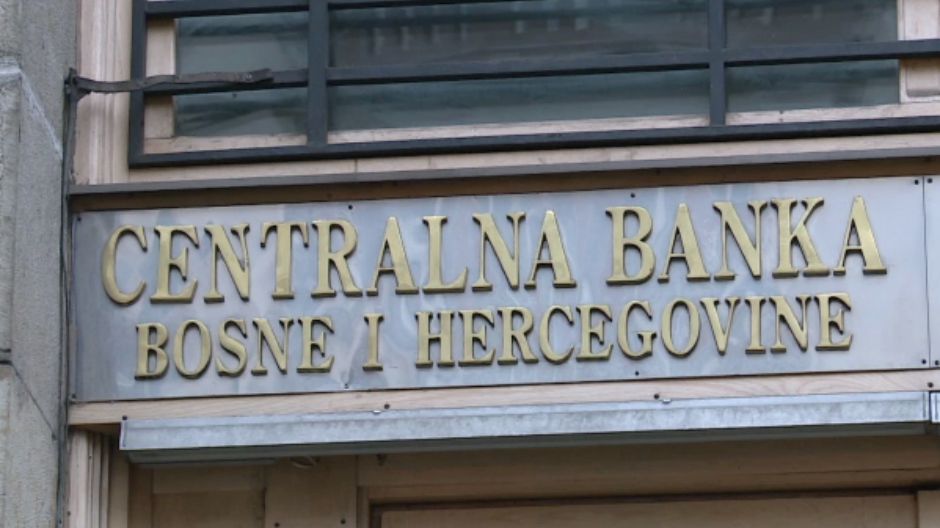 CENTRALNA BANKA
BOSNE I HERCEGOVINE